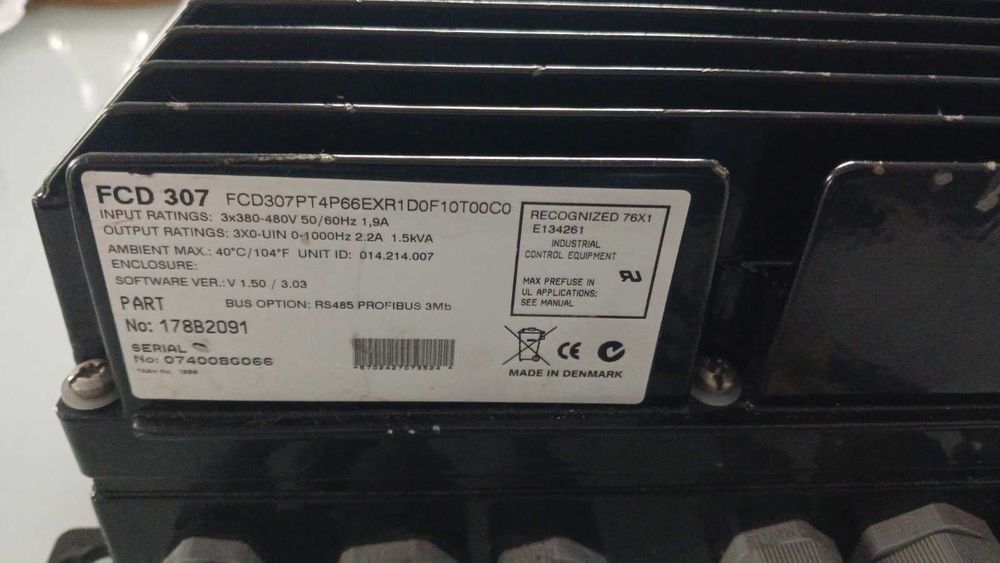 FCD 307 FCD307PT4P66EXR1D0F10T00C0
INPUT RATINGS: 3x380-480V 50/60Hz 1,9A
OUTPUT RATINGS: 3X0-UIN 0-1000Hz 2.2A 1.5kVA
AMBIENT MAX.: 40°C/104°F UNIT ID: 014.214.007
ENCLOSURE:
SOFTWARE VER.: V 1.50 / 3.03
PART BUS OPTION: RS485 PROFIBUS 3Mb
No: 178B2091
SERIAL
No: 074008G066
RECOGNIZED 76X1
E134261
INDUSTRIAL
CONTROL EQUIPMENT
MAX PREFUSE IN
UL APPLICATIONS:
SEE MANUAL
CE
MADE IN DENMARK